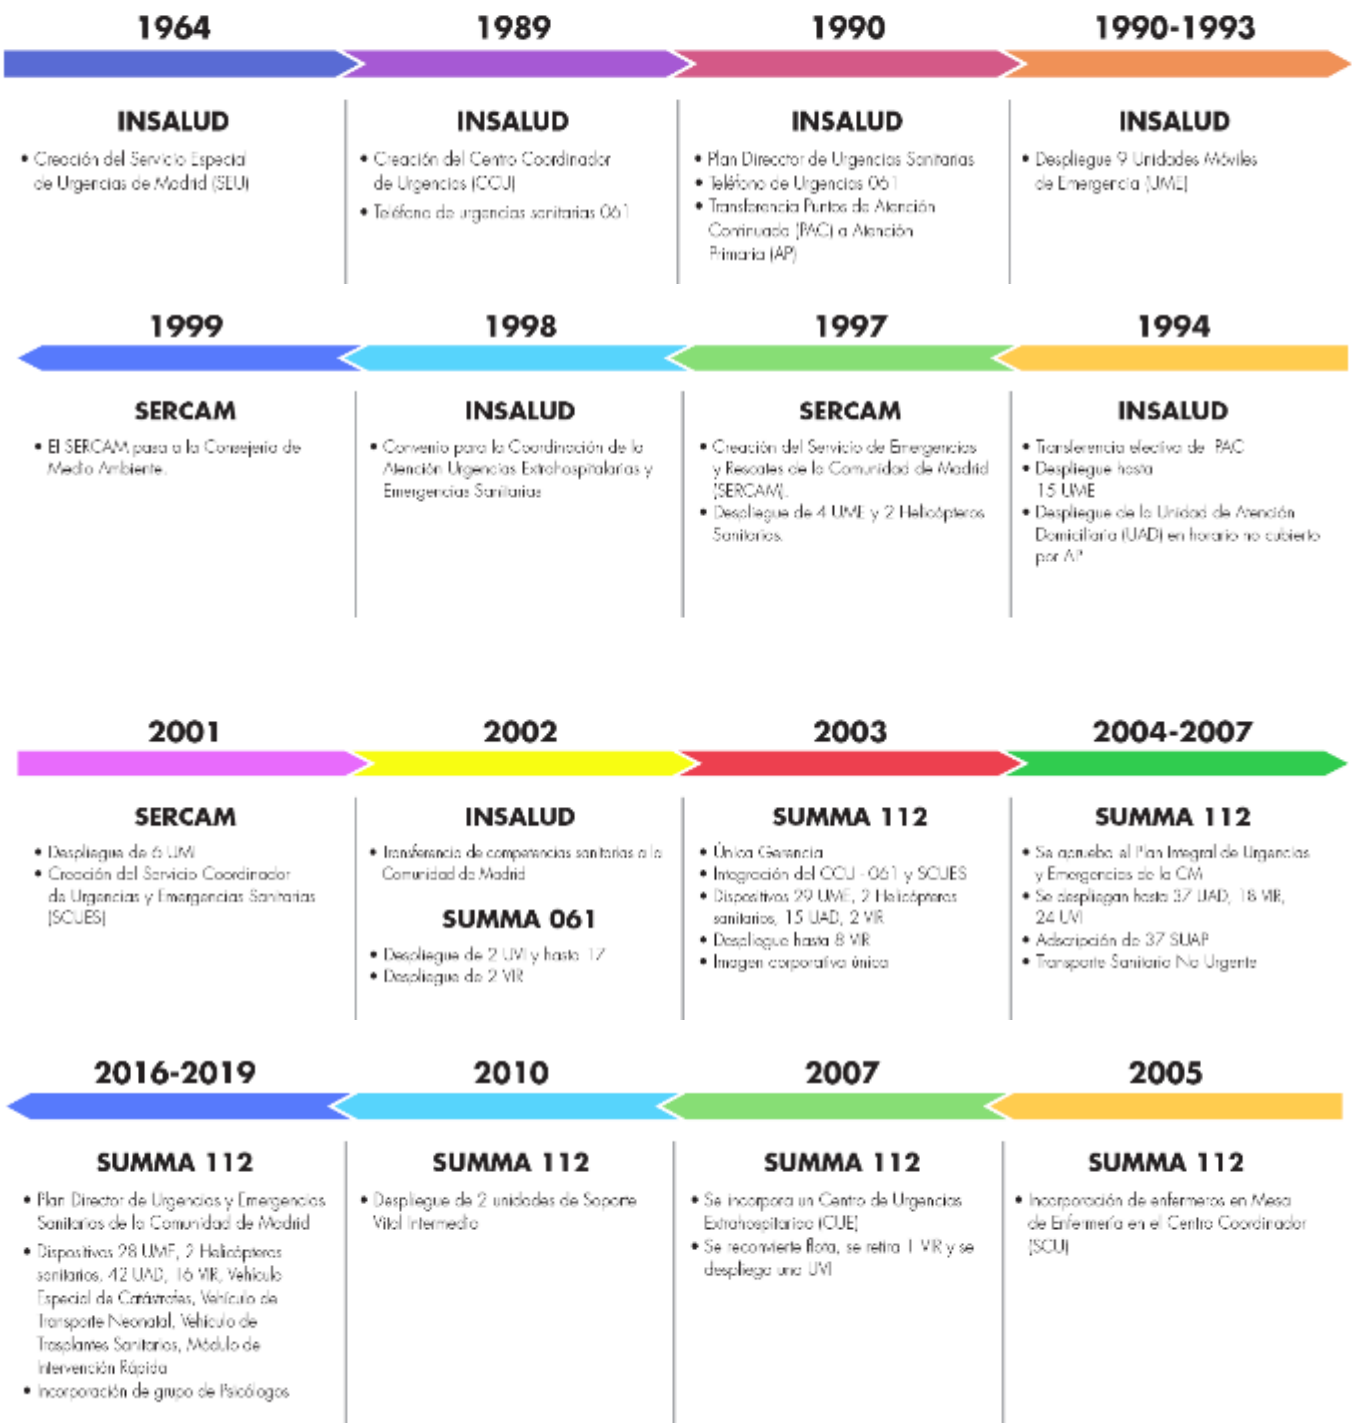 1964
1989
1990
1990-1993
INSALUD
• Creación del Servicio Especial
de Urgencias de Madrid (SEU)
INSALUD
• Creación del Centro Coordinador
de Urgencias (CCU)
• Teléfono de urgencias sanitarias 061
INSALUD
• Plan Direcctor de Urgencias Sanitarias
• Teléfono de Urgencias 061
• Transferencia Puntos de Atención
Continuada (PAC) a Atención
Primaria (AP)
INSALUD
• Despliegue 9 Unidades Móviles
de Emergencia (UME)
1999
1998
1997
1994
SERCAM
• El SERCAM pasa a la Consejería de
Medio Ambiente.
INSALUD
• Convenio para la Coordinación de la
Atención Urgencias Extrahospitalarias y
Emergencias Sanitarias
SERCAM
• Creación del Servicio de Emergencias
y Rescates de la Comunidad de Madrid
(SERCAM).
• Despliegue de 4 UME y 2 Helicópteros
Sanitarios.
INSALUD
• Transferencia efectiva de PAC
• Despliegue hasta
15 UME
• Despliegue de la Unidad de Atención
Domiciliaria (UAD) en horario no cubierto
por AP
2001
2002
2003
2004-2007
SERCAM
• Despliegue de 6 UMI
• Creación del Servicio Coordinador
de Urgencias y Emergencias Sanitarias
(SCUES)
INSALUD
• Transferencia de competencias sanitarias a la
Comunidad de Madrid
SUMMA 061
• Despliegue de 2 UVI y hasta 17
• Despliegue de 2 VIR
SUMMA 112
• Única Gerencia
• Integración del CCU - 061 y SCUES
• Dispositivos 29 UME, 2 Helicópteros
sanitarios, 15 UAD, 2 VIR
• Despliegue hasta 8 VIR
• Imagen corporativa única
SUMMA 112
• Se aprueba el Plan Integral de Urgencias
y Emergencias de la CM
• Se despliegan hasta 37 UAD, 18 VIR,
24 UVI
• Adscripción de 37 SUAP
• Transporte Sanitario No Urgente
2016-2019
2010
2007
2005
SUMMA 112
• Plan Director de Urgencias y Emergencias
Sanitarias de la Comunidad de Madrid
• Dispositivos 28 UME, 2 Helicópteros
sanitarios, 42 UAD, 16 VIR, Vehículo
Especial de Catástrofes, Vehículo de
Transporte Neonatal, Vehículo de
Trasplantes Sanitarios, Módulo de
Intervención Rápida
• Incorporación de grupo de Psicólogos
SUMMA 112
• Despliegue de 2 unidades de Soporte
Vital Intermedio
SUMMA 112
• Se incorpora un Centro de Urgencias
Extrahospitarico (CUE)
• Se reconvierte flota, se retira 1 VIR y se
despliega una UVI
SUMMA 112
• Incorporación de enfermeros en Mesa
de Enfermería en el Centro Coordinador
(SCU)